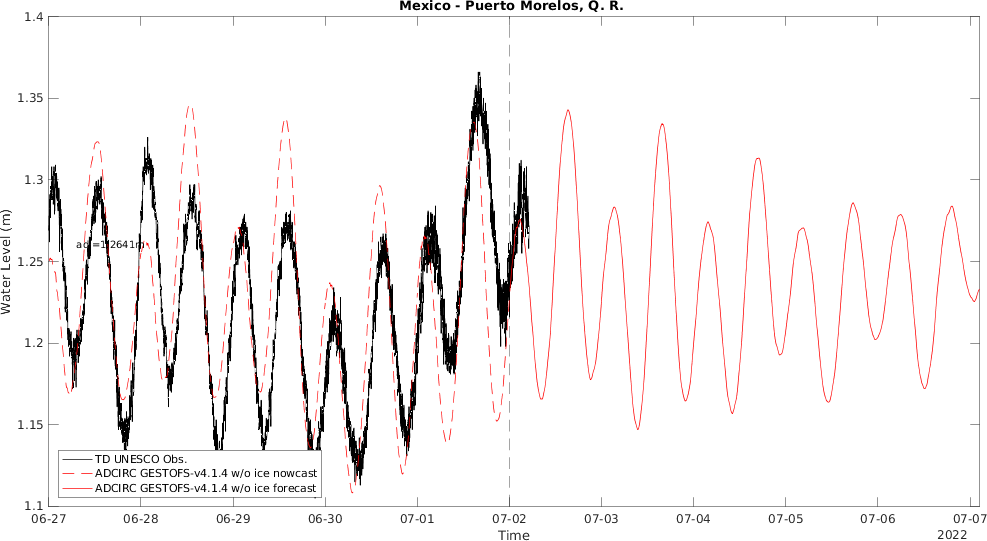 Mexico - Puerto Morelos, Q. R.
Water Level (m)
1.4
1.35
1.3
1.25
1.2
1.15
1.1
TD UNESCO Obs.
ADCIRC GESTOFS-v4.1.4 w/o ice nowcast
ADCIRC GESTOFS-v4.1.4 w/o ice forecast
06-27 06-28 06-29 06-30 07-01 07-02 07-03 07-04 07-05 07-06 07-07
Time
2022